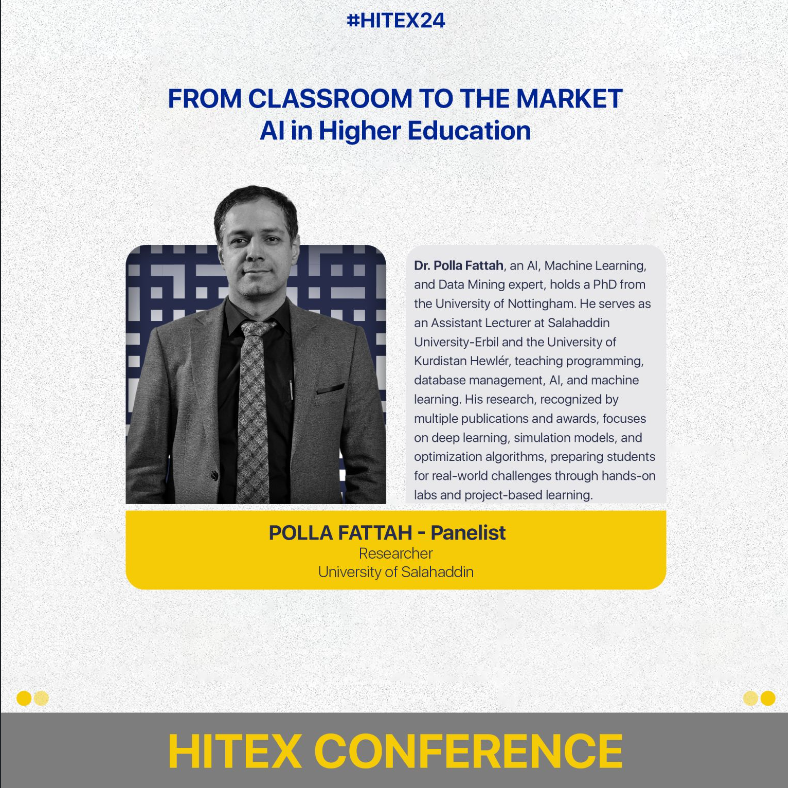 #HITEX24
FROM CLASSROOM TO THE MARKET
AI in Higher Education
Dr. Polla Fattah, an AI, Machine Learning,
and Data Mining expert, holds a PhD from
the University of Nottingham. He serves as
an Assistant Lecturer at Salahaddin
University-Erbil and the University of
Kurdistan Hewlér, teaching programming,
database management, AI, and machine
learning. His research, recognized by
multiple publications and awards, focuses
on deep learning, simulation models, and
optimization algorithms, preparing students
for real-world challenges through hands-on
labs and project-based learning.
POLLA FATTAH - Panelist
Researcher
University of Salahaddin
HITEX CONFERENCE